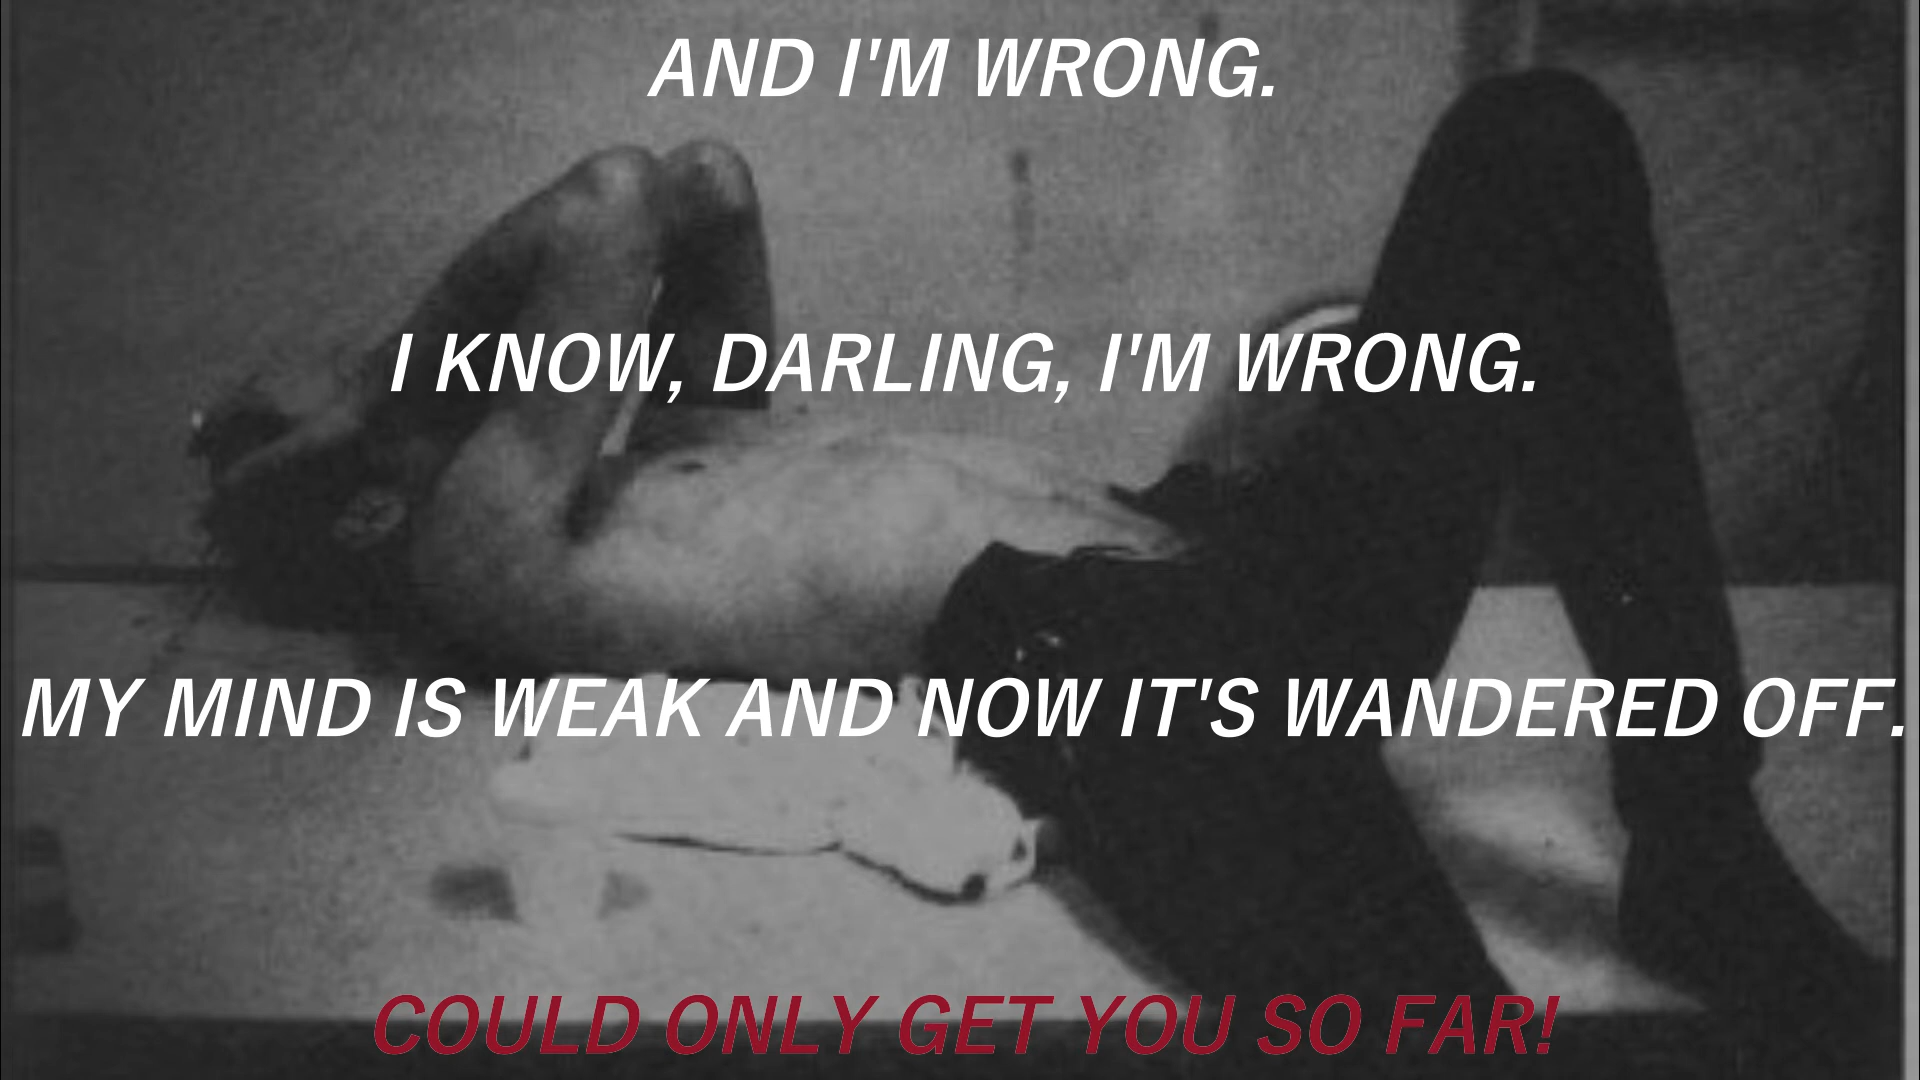 AND I'M WRONG.
I KNOW, DARLING, I'M WRONG.
MY MIND IS WEAK AND NOW IT'S WANDERED OFF.
COULD ONLY GET YOU SO FAR!